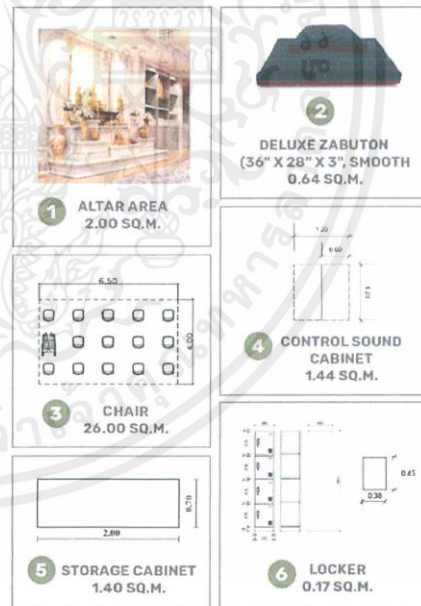 1 ALTAR AREA
2.00 SQ.M.
2
DELUXE ZABUTON
(36" X 28" X 3", SMOOTH
0.64 SQ.M.
6.50
4.00
3 CHAIR
26.00 SQ.M.
1.20
0.60
4 CONTROL SOUND
CABINET
1.44 SQ.M.
0.70
2.00
5 STORAGE CABINET
1.40 SQ.M.
0.45
0.38
6 LOCKER
0.17 SQ.M.